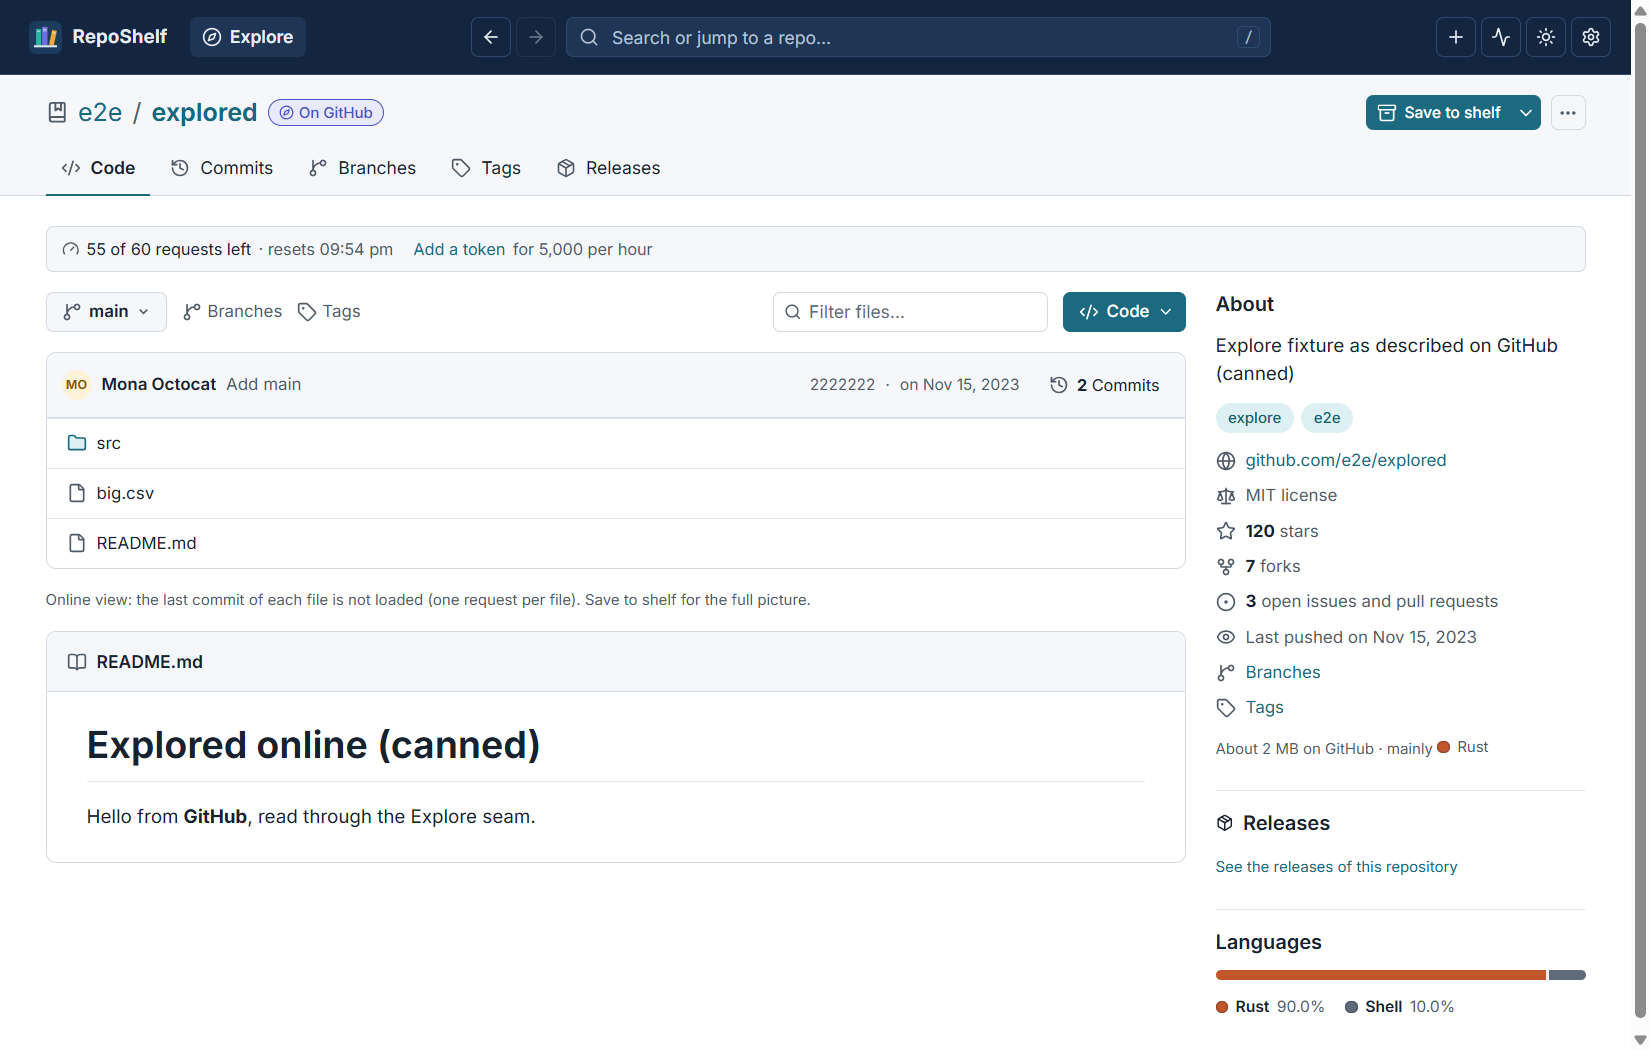 RepoShelf
Explore
Search or jump to a repo...
/
e2e / explored
On GitHub
Save to shelf
Code
Commits
Branches
Tags
Releases
55 of 60 requests left · resets 09:54 pm Add a token for 5,000 per hour
main
Branches
Tags
Filter files...
Code
MO Mona Octocat Add main
2222222 · on Nov 15, 2023
2 Commits
src
big.csv
README.md
Online view: the last commit of each file is not loaded (one request per file). Save to shelf for the full picture.
README.md
Explored online (canned)
Hello from GitHub, read through the Explore seam.
About
Explore fixture as described on GitHub
(canned)
explore
e2e
github.com/e2e/explored
MIT license
120 stars
7 forks
3 open issues and pull requests
Last pushed on Nov 15, 2023
Branches
Tags
About 2 MB on GitHub · mainly Rust
Releases
See the releases of this repository
Languages
Rust 90.0%
Shell 10.0%